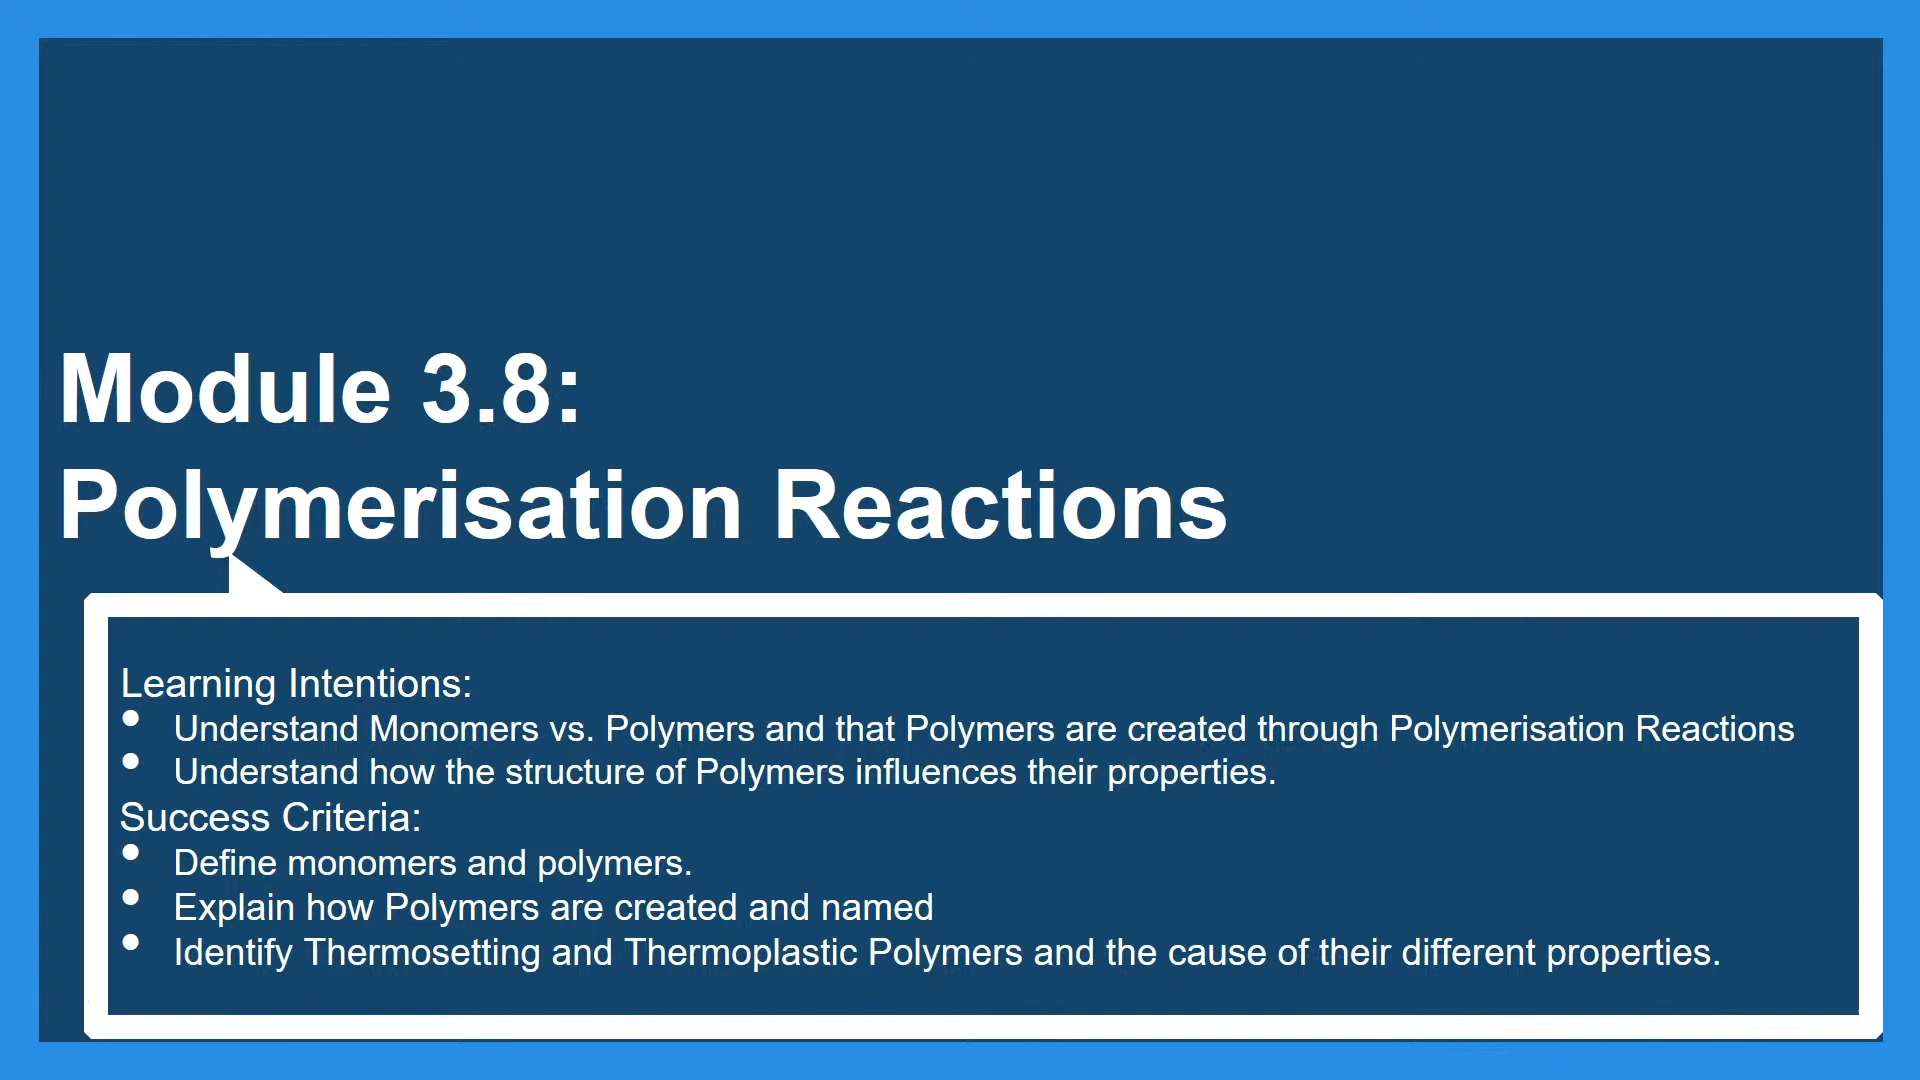 Module 3.8:
Polymerisation Reactions
Learning Intentions:
• Understand Monomers vs. Polymers and that Polymers are created through Polymerisation Reactions
• Understand how the structure of Polymers influences their properties.
Success Criteria:
• Define monomers and polymers.
• Explain how Polymers are created and named
• Identify Thermosetting and Thermoplastic Polymers and the cause of their different properties.